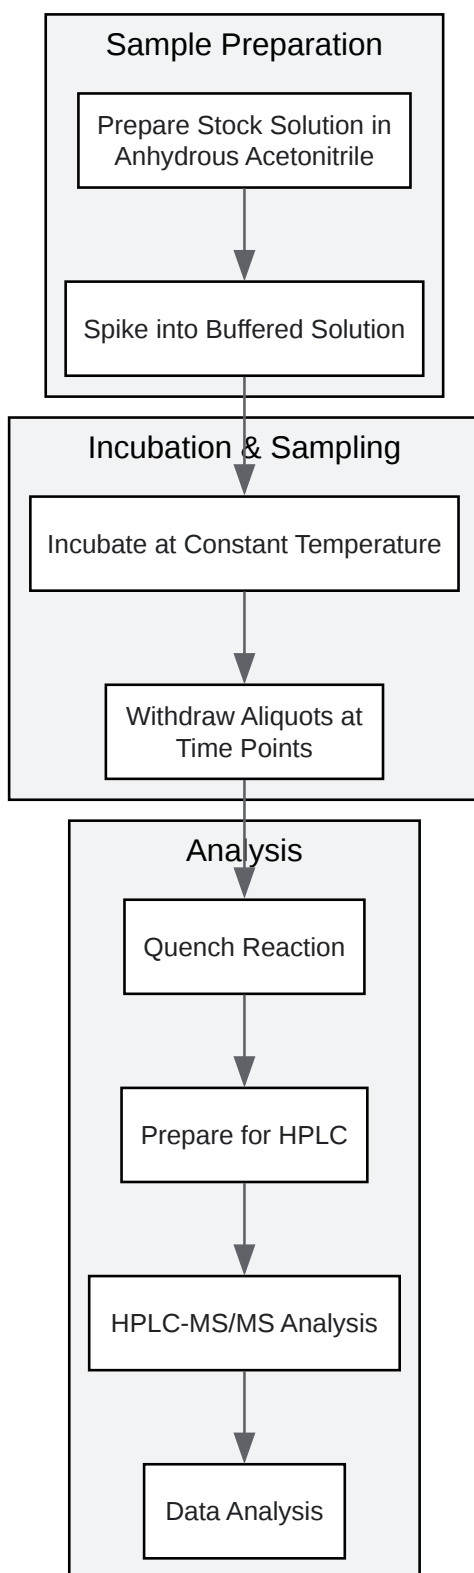 Sample Preparation
Prepare Stock Solution in
Anhydrous Acetonitrile
Spike into Buffered Solution
Incubation & Sampling
Incubate at Constant Temperature
Withdraw Aliquots at
Time Points
Analysis
Quench Reaction
Prepare for HPLC
HPLC-MS/MS Analysis
Data Analysis